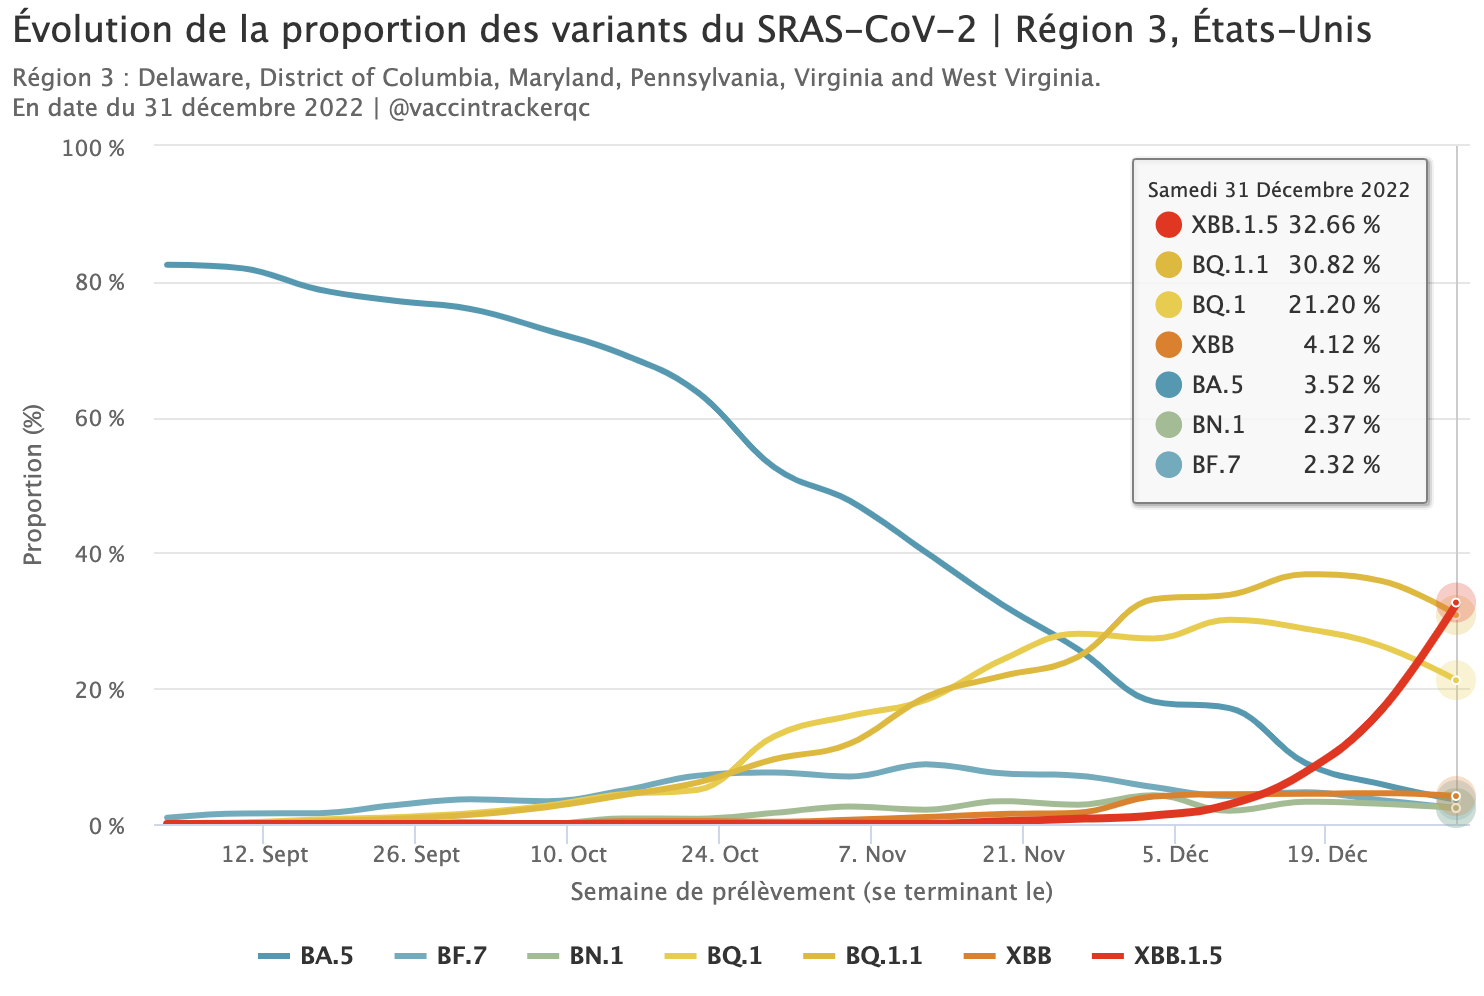 Évolution de la proportion des variants du SRAS-CoV-2 | Région 3, États-Unis
Région 3 : Delaware, District of Columbia, Maryland, Pennsylvania, Virginia and West Virginia.
En date du 31 décembre 2022 | @vaccintrackerqc
100 %
80 %
60 %
40 %
20 %
0 %
Proportion (%)
Samedi 31 Décembre 2022
XBB.1.5 32.66 %
BQ.1.1 30.82 %
BQ.1 21.20 %
XBB 4.12 %
BA.5 3.52 %
BN.1 2.37 %
BF.7 2.32 %
12. Sept 26. Sept 10. Oct 24. Oct 7. Nov 21. Nov 5. Déc 19. Déc
Semaine de prélèvement (se terminant le)
BA.5 BF.7 BN.1 BQ.1 BQ.1.1 XBB XBB.1.5